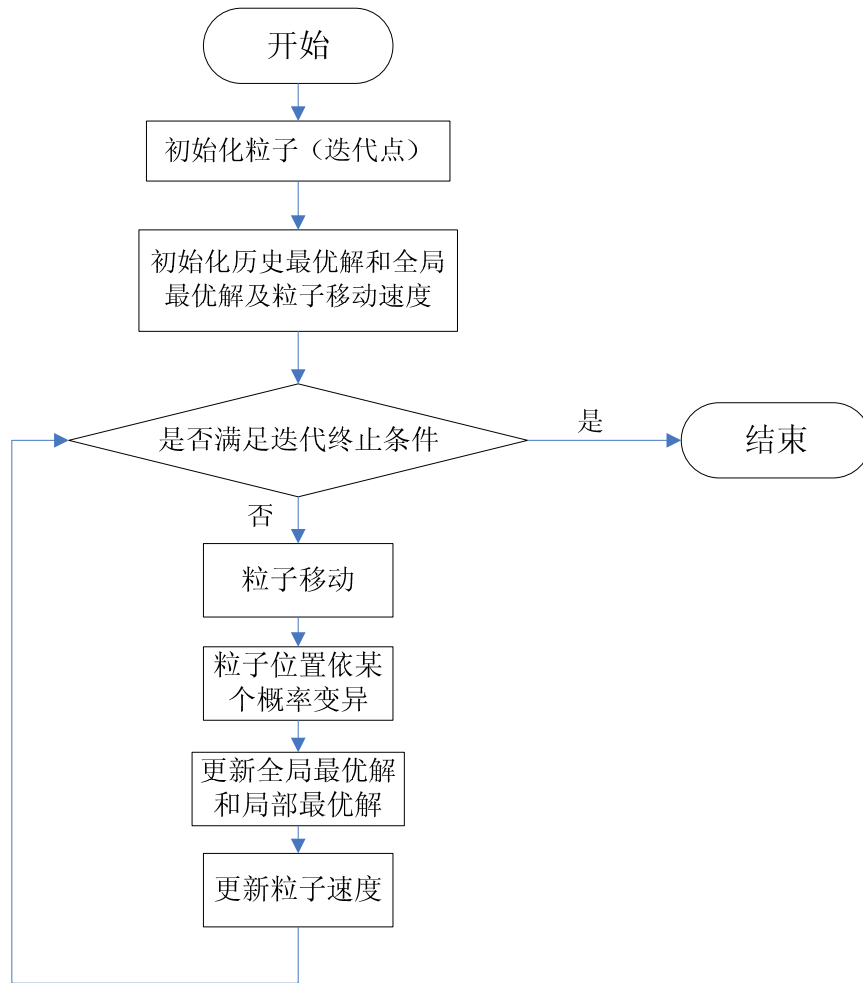 开始
初始化粒子（迭代点）
初始化历史最优解和全局
最优解及粒子移动速度
是否满足迭代终止条件
是
结束
否
粒子移动
粒子位置依某
个概率变异
更新全局最优解
和局部最优解
更新粒子速度